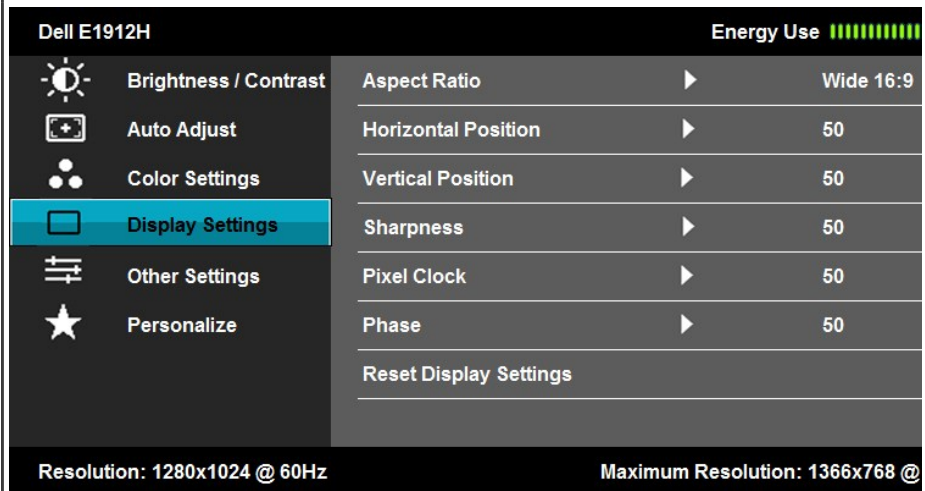 Dell E1912H Energy Use
Brightness / Contrast Aspect Ratio Wide 16:9
Auto Adjust Horizontal Position 50
Color Settings Vertical Position 50
Display Settings Sharpness 50
Other Settings Pixel Clock 50
Personalize Phase 50
Reset Display Settings
Resolution: 1280x1024 @ 60Hz Maximum Resolution: 1366x768 @